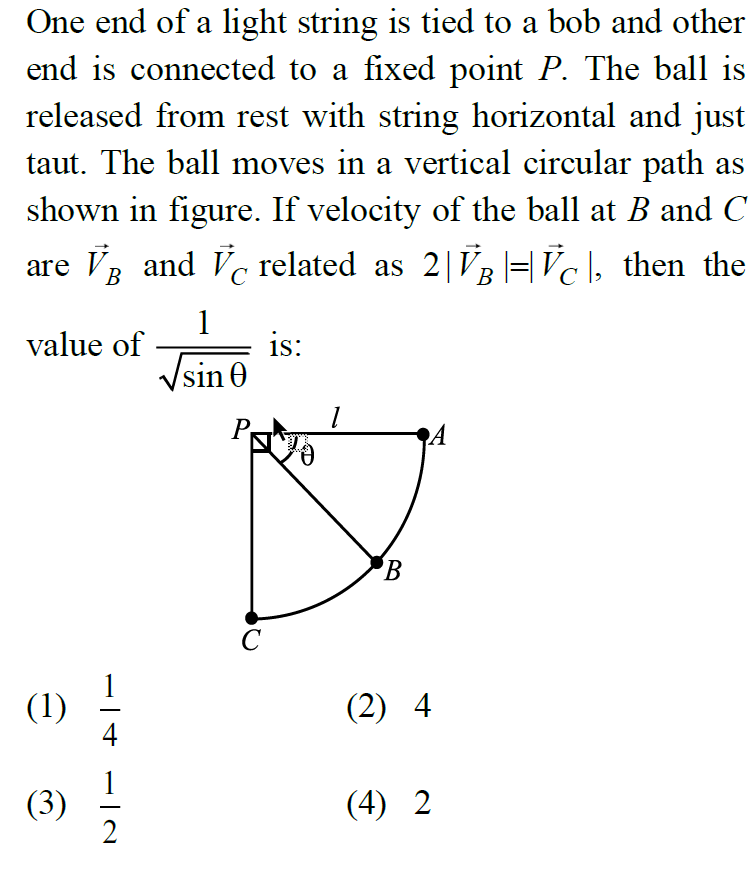 One end of a light string is tied to a bob and other
end is connected to a fixed point P. The ball is
released from rest with string horizontal and just
taut. The ball moves in a vertical circular path as
shown in figure. If velocity of the ball at B and C
are \vec{V}_B and \vec{V}_C related as 2|\vec{V}_B|=|\vec{V}_C|, then the
value of \frac{1}{\sqrt{\sin θ}} is:
P l A
θ
B
C
(1) \frac{1}{4} (2) 4
(3) \frac{1}{2} (4) 2